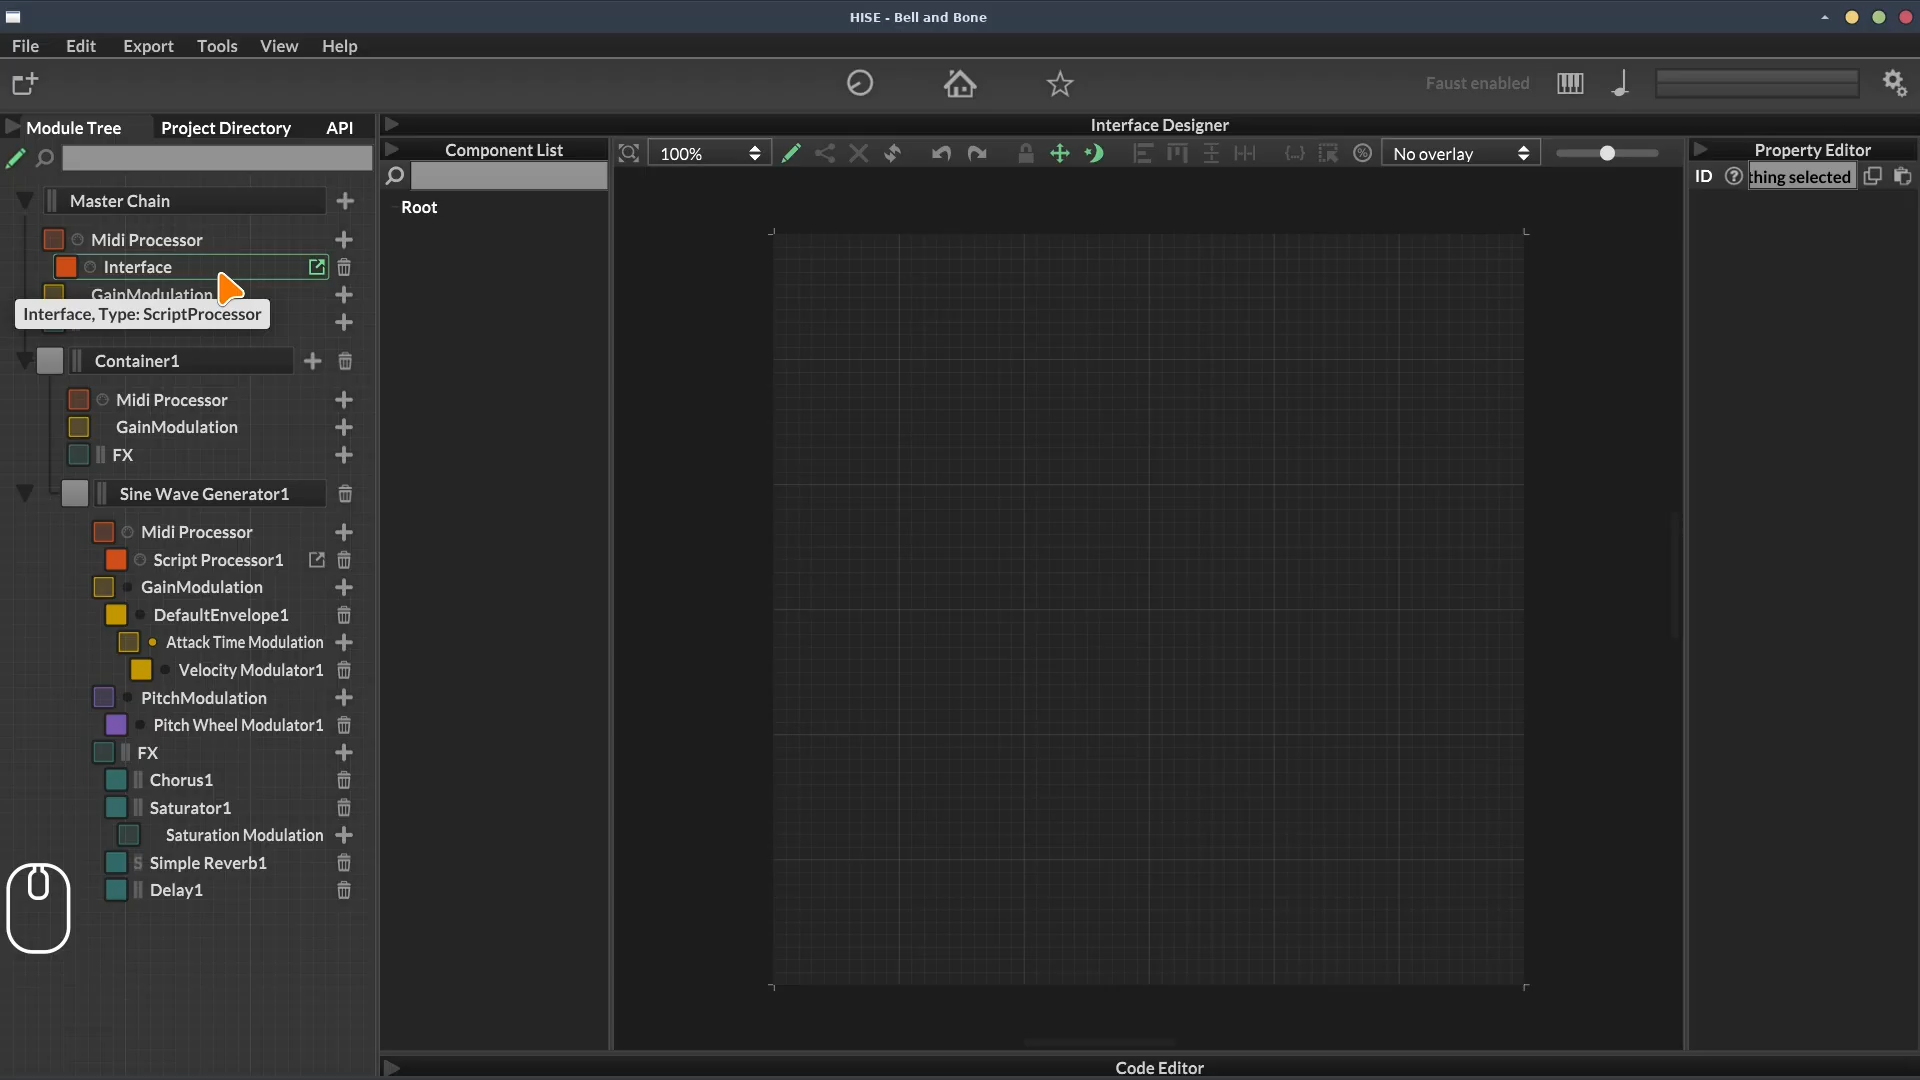 HISE - Bell and Bone
File Edit Export Tools View Help
Faust enabled
Module Tree Project Directory API
Interface Designer
Component List
100%
No overlay
Property Editor
ID thing selected
Root
Master Chain
Midi Processor
Interface
GainModulation
Interface, Type: ScriptProcessor
Container1
Midi Processor
GainModulation
FX
Sine Wave Generator1
Midi Processor
Script Processor1
GainModulation
DefaultEnvelope1
Attack Time Modulation
Velocity Modulator1
PitchModulation
Pitch Wheel Modulator1
FX
Chorus1
Saturator1
Saturation Modulation
S Simple Reverb1
Delay1
Code Editor